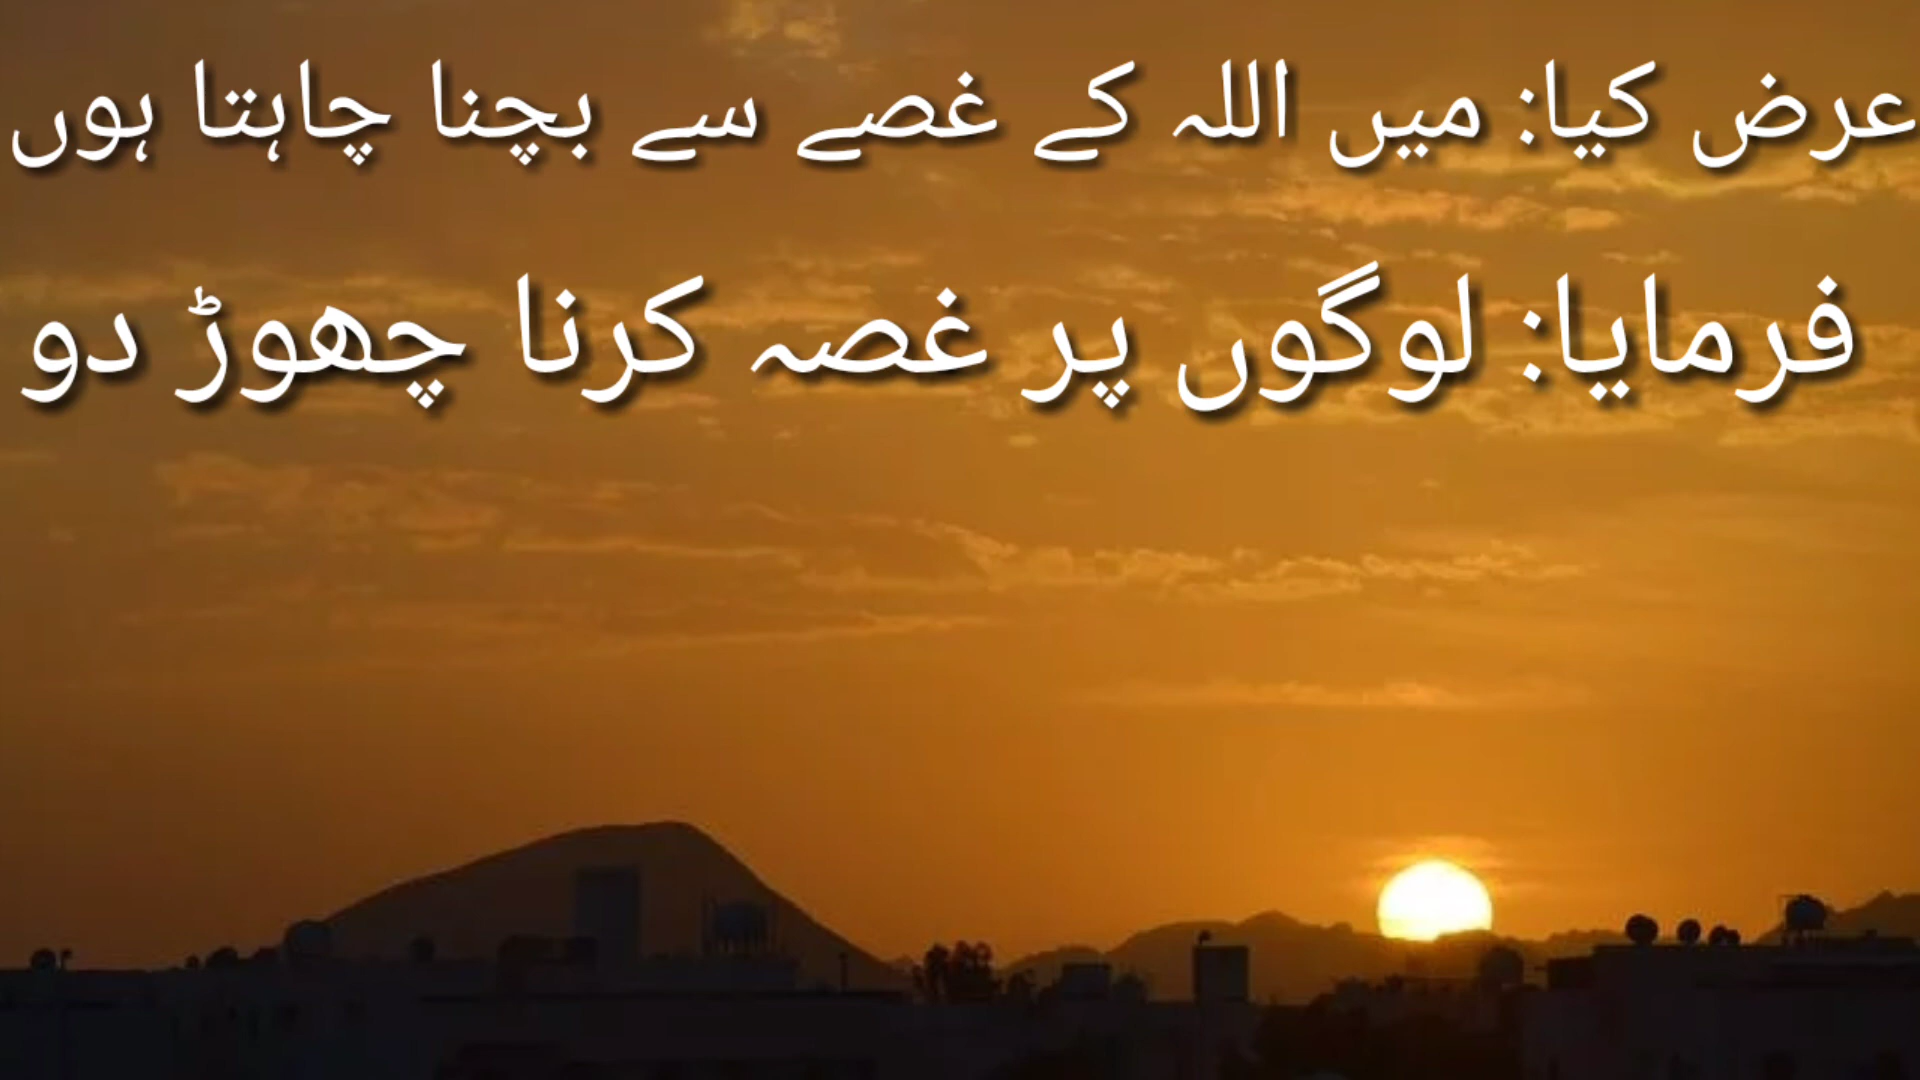 عرض کیا: میں اللہ کے غصے سے بچنا چاہتا ہوں
فرمایا: لوگوں پر غصہ کرنا چھوڑ دو